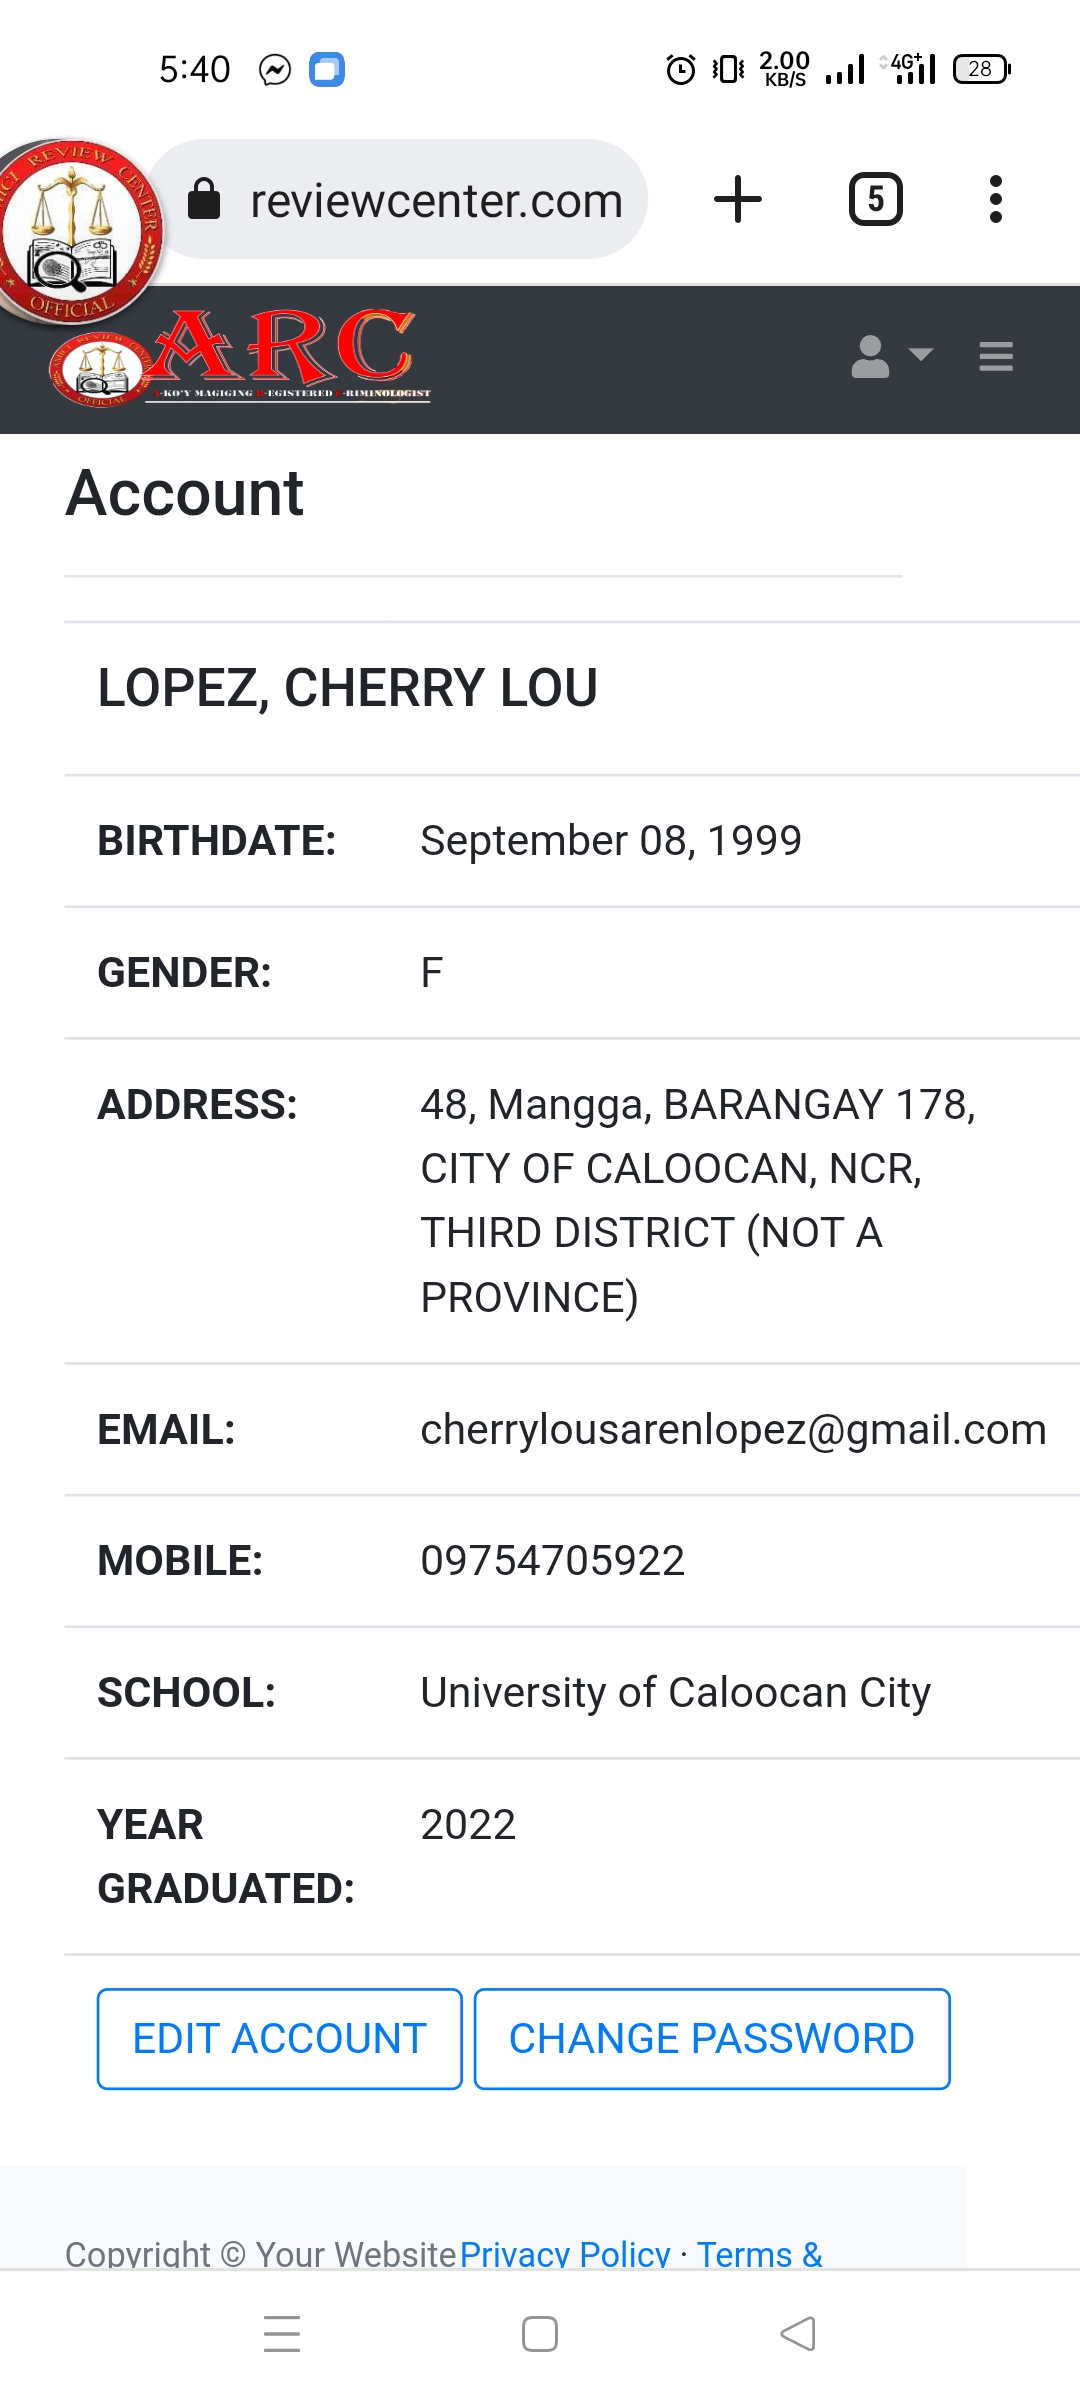 5:40
2.00
KB/S
4G+
28
REVIEW CENTER
OFFICIAL
reviewcenter.com
5
ARC
A-KO'Y MAGIGING R-EGISTERED C-RIMINOLOGIST
OFFICIAL
Account
LOPEZ, CHERRY LOU
BIRTHDATE: September 08, 1999
GENDER: F
ADDRESS: 48, Mangga, BARANGAY 178,
CITY OF CALOOCAN, NCR,
THIRD DISTRICT (NOT A
PROVINCE)
EMAIL: cherrylousarenlopez@gmail.com
MOBILE: 09754705922
SCHOOL: University of Caloocan City
YEAR 2022
GRADUATED:
EDIT ACCOUNT CHANGE PASSWORD
Copyright © Your WebsitePrivacy Policy · Terms &